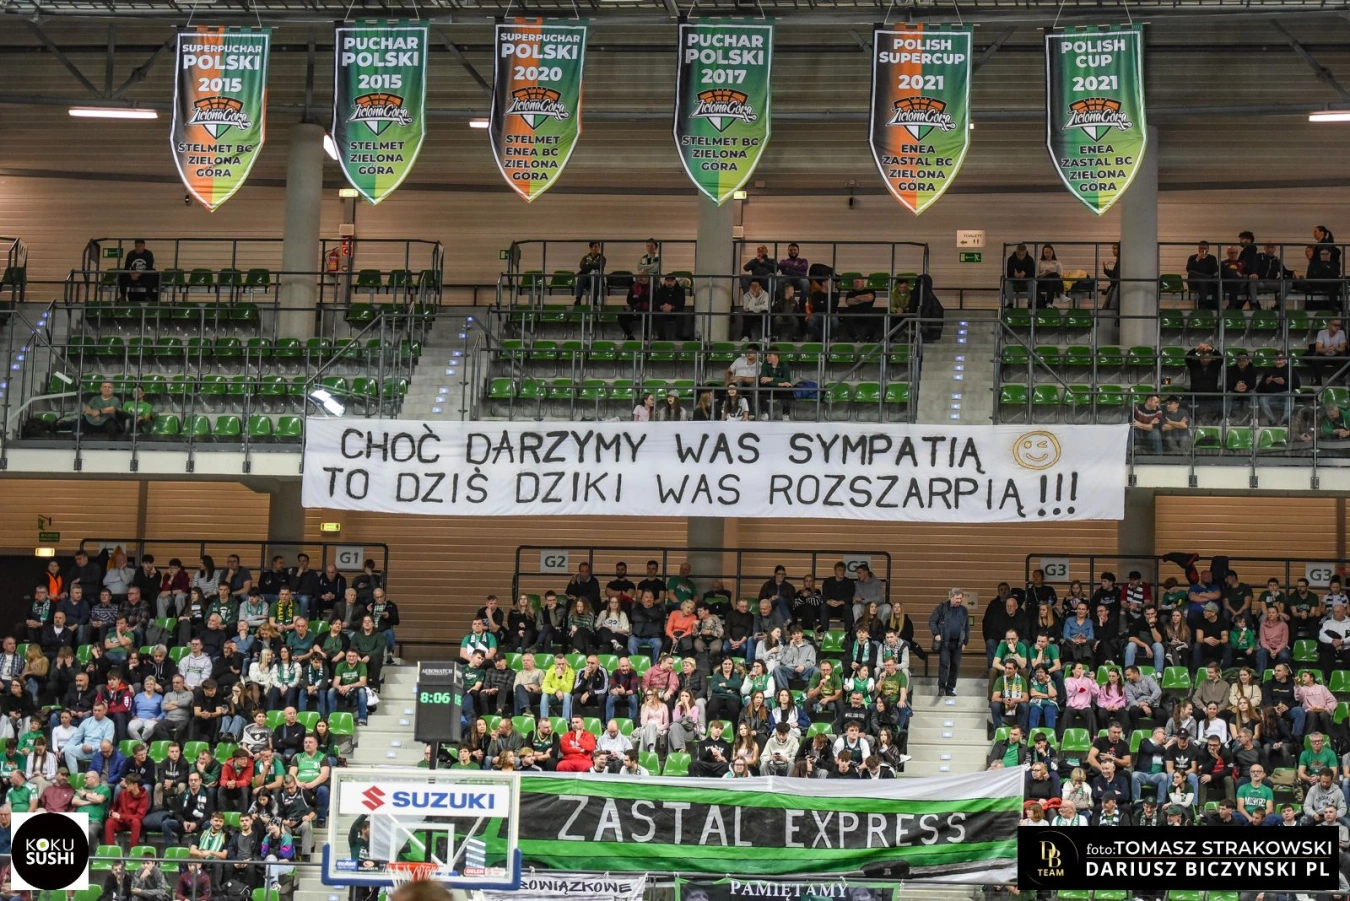 SUPERPUCHAR
POLSKI
2015
Zielona Góra
STELMET BC
ZIELONA
GÓRA
PUCHAR
POLSKI
2015
Zielona Góra
STELMET
ZIELONA
GÓRA
SUPERPUCHAR
POLSKI
2020
Zielona Góra
STELMET
ENEA BC
ZIELONA
GÓRA
PUCHAR
POLSKI
2017
Zielona Góra
STELMET
BC ZIELONA
GÓRA
POLISH
SUPERCUP
2021
Zielona Góra
ENEA
ZASTAL BC
ZIELONA
GÓRA
POLISH
CUP
2021
Zielona Góra
ENEA
ZASTAL BC
ZIELONA
GÓRA
CHOĆ DARZYMY WAS SYMPATIĄ
TO DZIŚ DZIKI WAS ROZSZARPIĄ!!!
G1
G2
G3
G3
AEROWATCH
8:06
SUZUKI
ZASTAL EXPRESS
PAMIĘTAMY
KOKU
SUSHI
DB
TEAM
foto:TOMASZ STRAKOWSKI
DARIUSZ BICZYNSKI PL